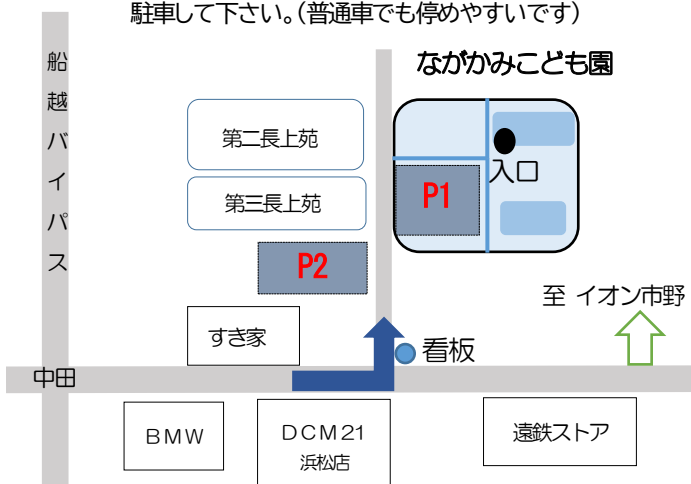 駐車して下さい。(普通車でも停めやすいです)
船越バイパス
ながかみこども園
第二長上苑
入口
第三長上苑
P1
P2
至 イオン市野
すき家
看板
中田
BMW
DCM21
浜松店
遠鉄ストア